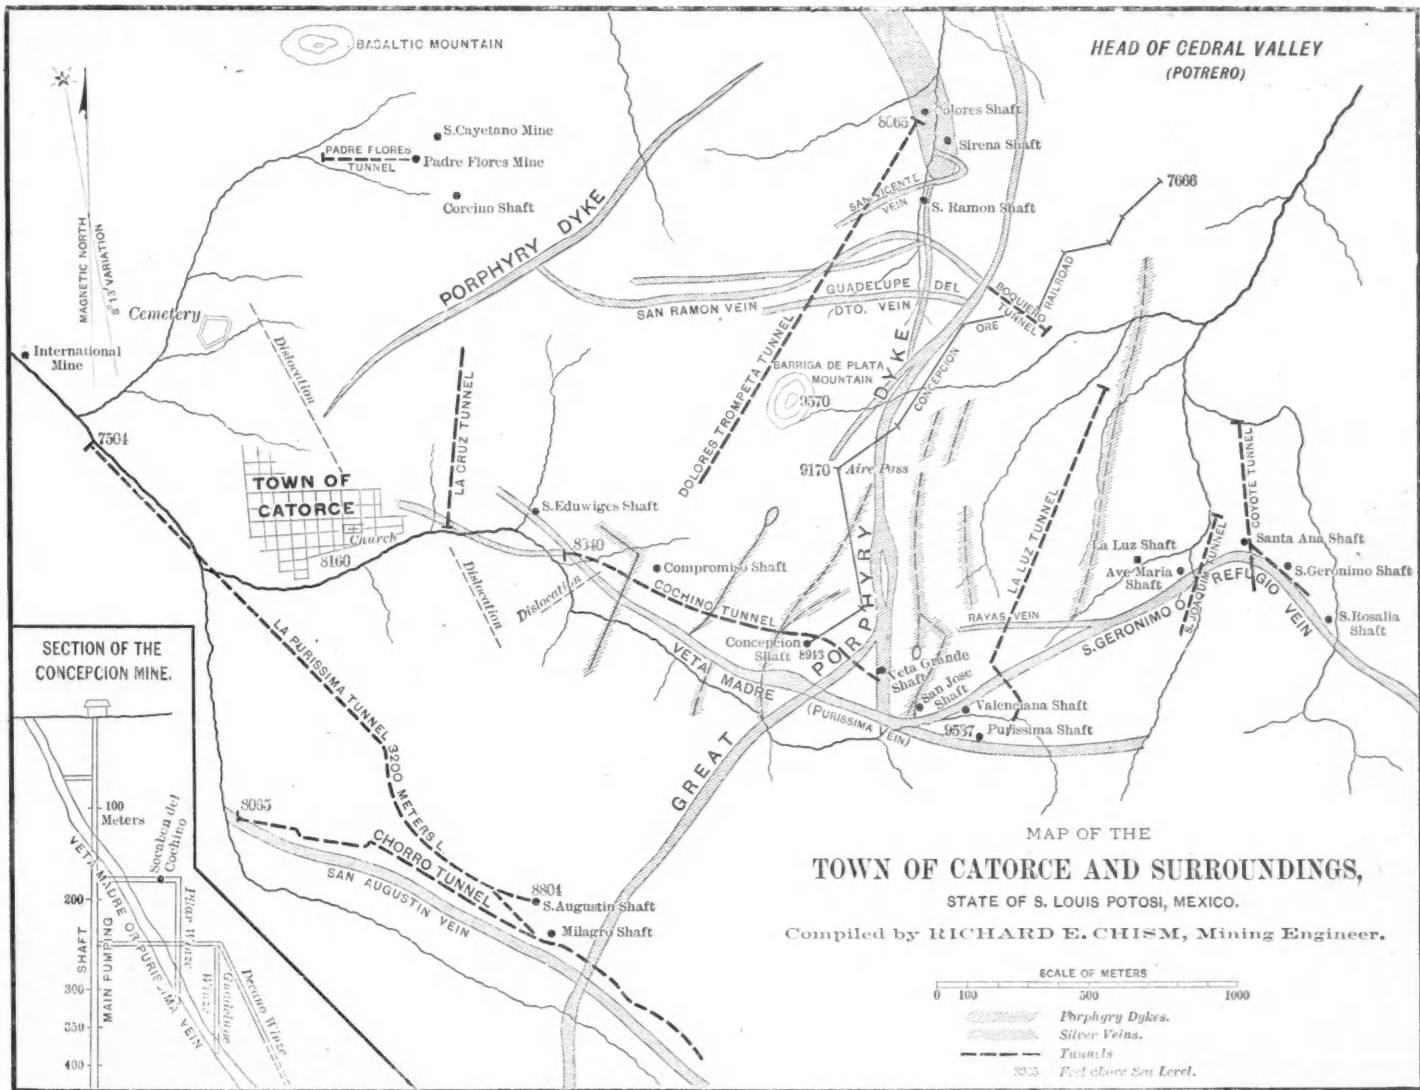 BASALTIC MOUNTAIN
HEAD OF CEDRAL VALLEY
(POTRERO)
MAGNETIC NORTH
8°13' VARIATION
S.Cayetano Mine
PADRE FLORES
TUNNEL
Padre Flores Mine
Corcino Shaft
Cemetery
International
Mine
7504
Dislocation
PORPHYRY DYKE
8065
Dolores Shaft
Sirena Shaft
SAN VICENTE
VEIN
S. Ramon Shaft
7666
SAN RAMON VEIN
GUADELUPE DEL
DTO. VEIN
BOQUIERO
TUNNEL
ORE RAILROAD
CONCEPCION
BARRIGA DE PLATA
MOUNTAIN
9570
9170
Aire Pass
DOLORES TROMPETA TUNNEL
LA CRUZ TUNNEL
TOWN OF
CATORCE
Church
8160
S.Eduwiges Shaft
8340
Dislocation
Dislocation
Compromiso Shaft
COCHINO TUNNEL
Concepcion
Shaft
8943
PORPHYRY DYKE
GREAT
VETA MADRE
(PURISSIMA VEIN)
Veta Grande
Shaft
San Jose
Shaft
Valenciana Shaft
9537
Purissima Shaft
RAYAS VEIN
LA LUZ TUNNEL
La Luz Shaft
Ave Maria
Shaft
S.JOAQUIM TUNNEL
COYOTE TUNNEL
Santa Ana Shaft
S.Geronimo Shaft
S.GERONIMO O REFUGIO VEIN
S.Rosalia
Shaft
LA PURISSIMA TUNNEL 3200 METERS L.
8065
CHORRO TUNNEL
SAN AUGUSTIN VEIN
8804
S.Augustin Shaft
Milagro Shaft
SECTION OF THE
CONCEPCION MINE.
100
Meters
200
300
350
400
MAIN PUMPING
SHAFT
VETA MADRE OR PURISSIMA VEIN
Socabon del
Cochino
Pilar Winze
Guadelupe
Winze
Decano Winze
MAP OF THE
TOWN OF CATORCE AND SURROUNDINGS,
STATE OF S. LOUIS POTOSI, MEXICO.
Compiled by RICHARD E. CHISM, Mining Engineer.
SCALE OF METERS
0 100 500 1000
Porphyry Dykes.
Silver Veins.
Tunnels
Feet above Sea Level.